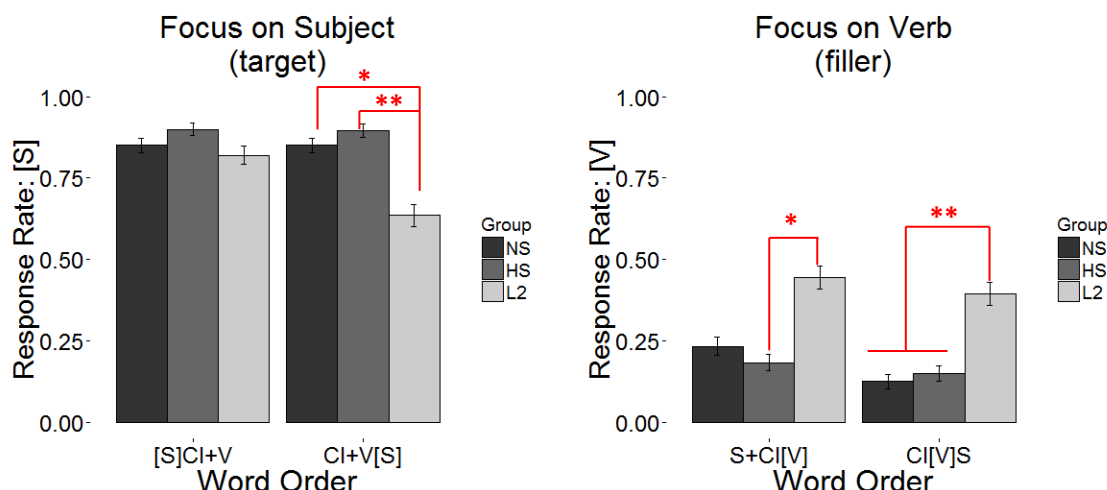 Focus on Subject
(target)
Response Rate: [S]
1.00
0.75
0.50
0.25
0.00
*
**
[S]Cl+V
Cl+V[S]
Word Order
Group
NS
HS
L2
Focus on Verb
(filler)
Response Rate: [V]
1.00
0.75
0.50
0.25
0.00
*
**
S+Cl[V]
Cl[V]S
Word Order
Group
NS
HS
L2